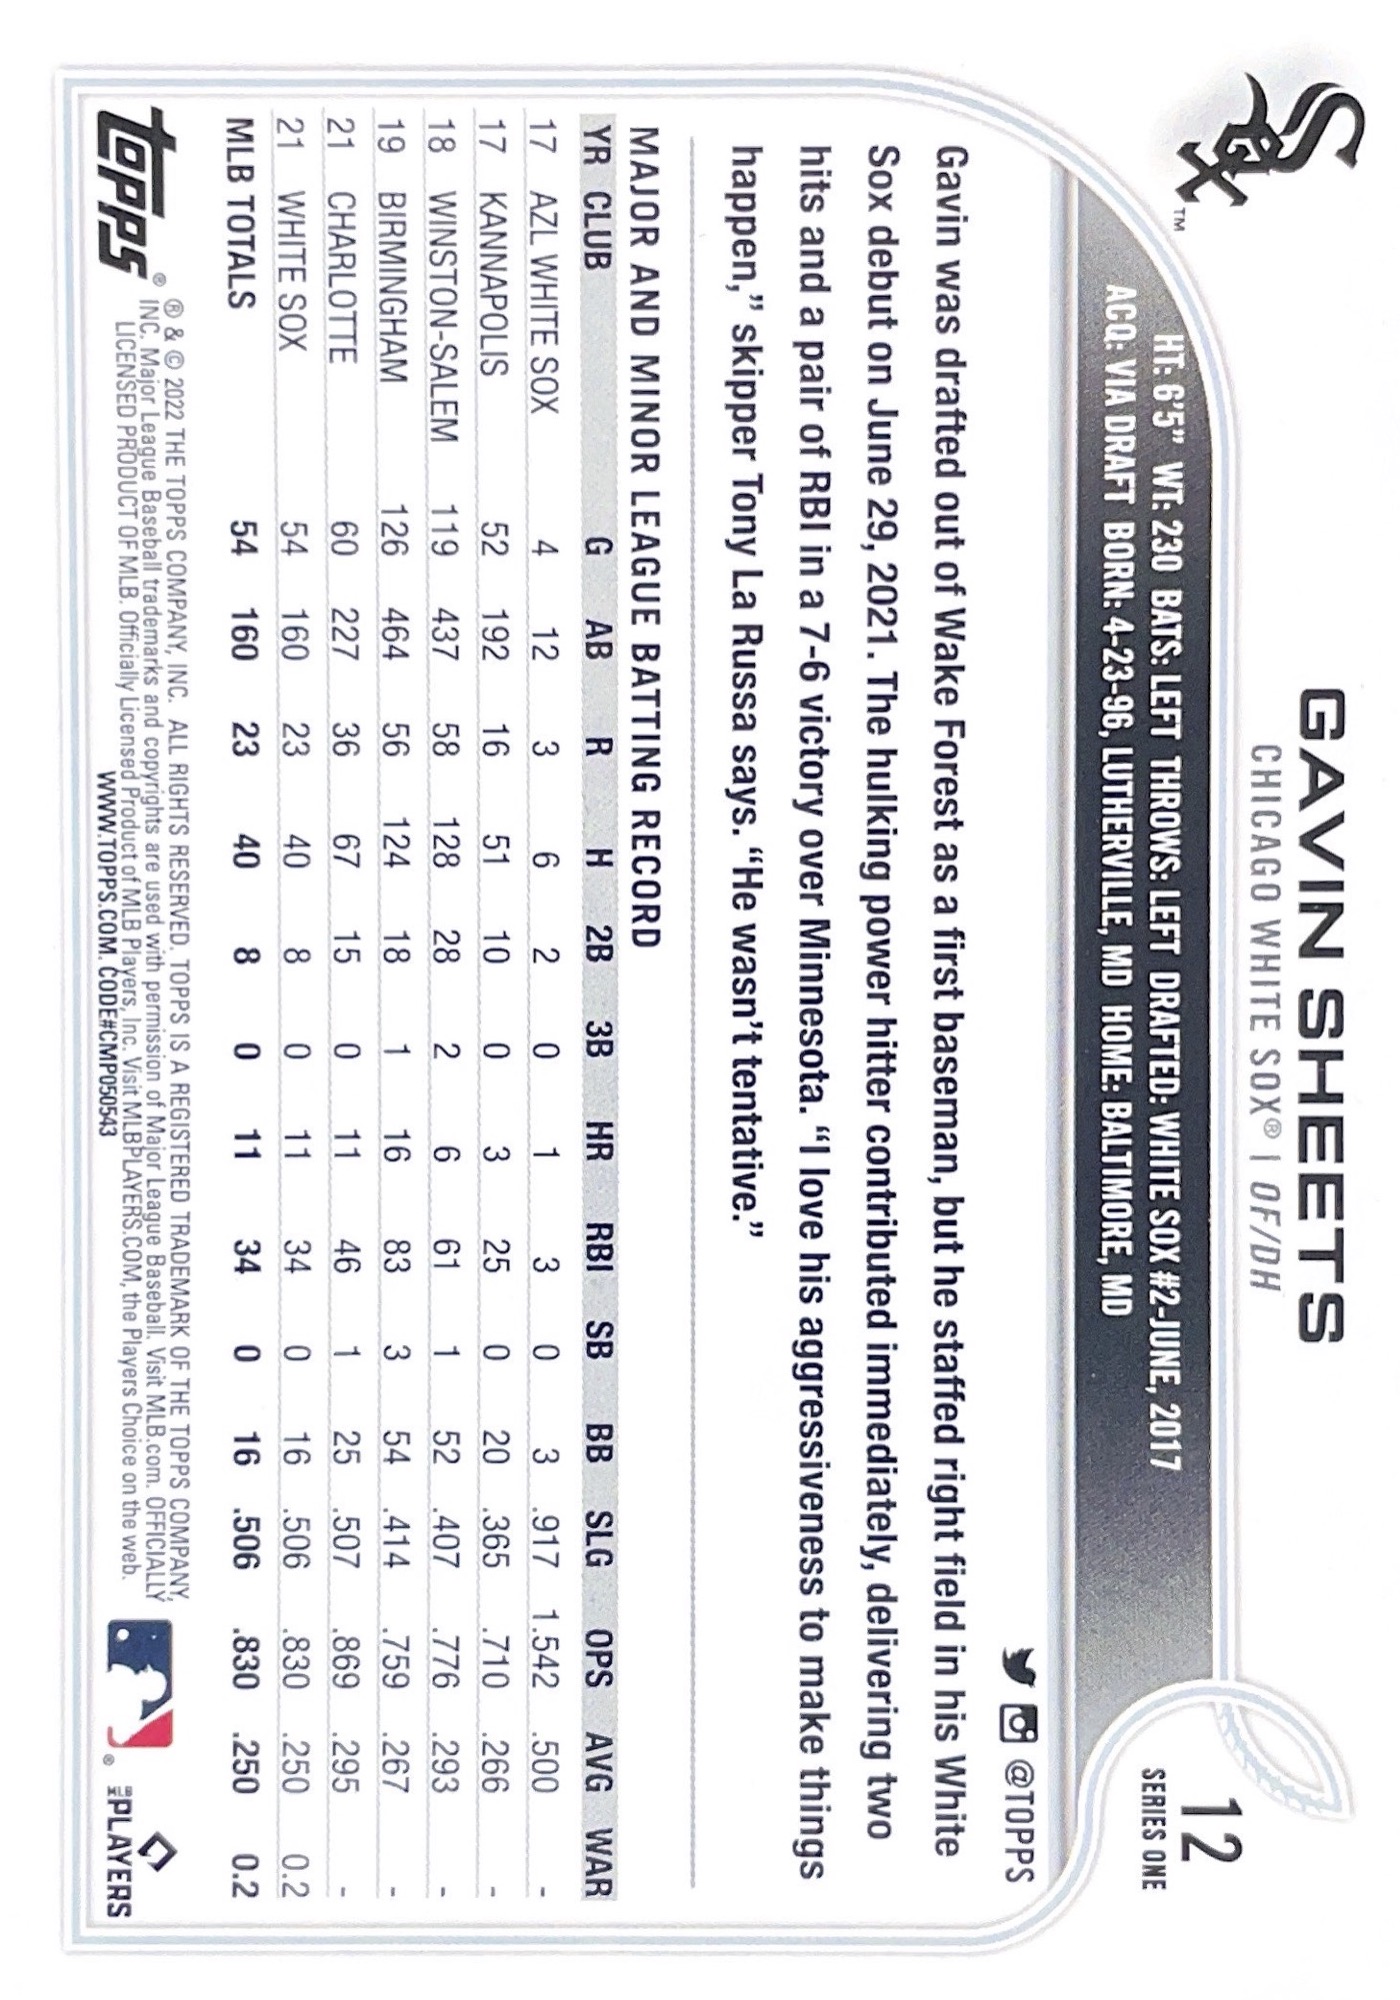 Sox™
GAVIN SHEETS
CHICAGO WHITE SOX® | OF/DH
12
SERIES ONE
HT: 6'5" WT: 230 BATS: LEFT THROWS: LEFT DRAFTED: WHITE SOX #2-JUNE, 2017
ACQ: VIA DRAFT BORN: 4-23-96, LUTHERVILLE, MD HOME: BALTIMORE, MD
@TOPPS
Gavin was drafted out of Wake Forest as a first baseman, but he staffed right field in his White
Sox debut on June 29, 2021. The hulking power hitter contributed immediately, delivering two
hits and a pair of RBI in a 7-6 victory over Minnesota. “I love his aggressiveness to make things
happen,” skipper Tony La Russa says. “He wasn’t tentative.”
MAJOR AND MINOR LEAGUE BATTING RECORD
YR CLUB G AB R H 2B 3B HR RBI SB BB SLG OPS AVG WAR
17 AZL WHITE SOX 4 12 3 6 2 0 1 3 0 3 .917 1.542 .500 -
17 KANNAPOLIS 52 192 16 51 10 0 3 25 0 20 .365 .710 .266 -
18 WINSTON-SALEM 119 437 58 128 28 2 6 61 1 52 .407 .776 .293 -
19 BIRMINGHAM 126 464 56 124 18 1 16 83 3 54 .414 .759 .267 -
21 CHARLOTTE 60 227 36 67 15 0 11 46 1 25 .507 .869 .295 -
21 WHITE SOX 54 160 23 40 8 0 11 34 0 16 .506 .830 .250 0.2
MLB TOTALS 54 160 23 40 8 0 11 34 0 16 .506 .830 .250 0.2
topps®
® & © 2022 THE TOPPS COMPANY, INC. ALL RIGHTS RESERVED. TOPPS IS A REGISTERED TRADEMARK OF THE TOPPS COMPANY,
INC. Major League Baseball trademarks and copyrights are used with permission of Major League Baseball. Visit MLB.com. OFFICIALLY
LICENSED PRODUCT OF MLB. Officially Licensed Product of MLB Players, Inc. Visit MLBPLAYERS.COM, the Players Choice on the web.
WWW.TOPPS.COM. CODE#CMP050543
®
MLB PLAYERS